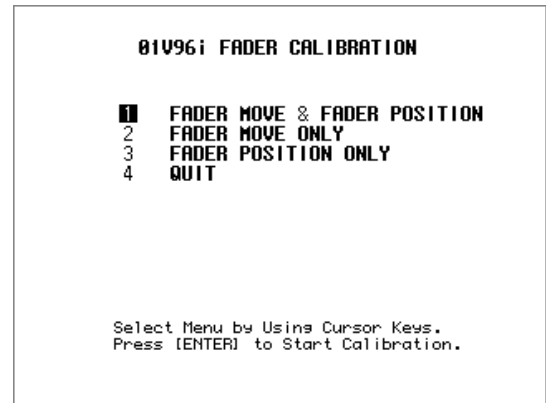 01V96i FADER CALIBRATION
1 FADER MOVE & FADER POSITION
2 FADER MOVE ONLY
3 FADER POSITION ONLY
4 QUIT
Select Menu by Using Cursor Keys.
Press [ENTER] to Start Calibration.